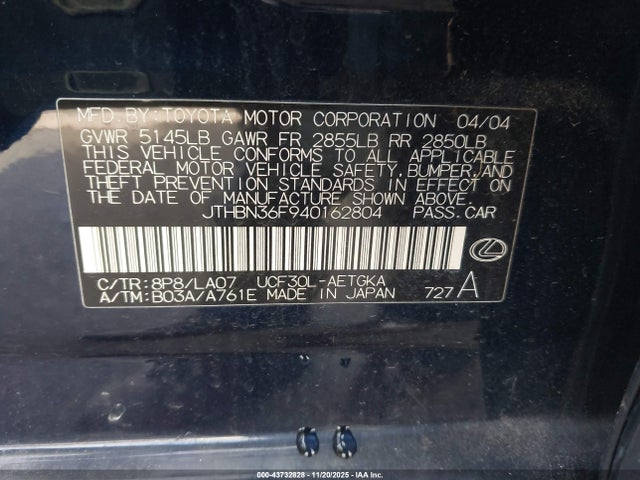 MFD. BY: TOYOTA MOTOR CORPORATION 04/04
GVWR 5145LB GAWR FR 2855LB RR 2850LB
THIS VEHICLE CONFORMS TO ALL APPLICABLE
FEDERAL MOTOR VEHICLE SAFETY, BUMPER, AND
THEFT PREVENTION STANDARDS IN EFFECT ON
THE DATE OF MANUFACTURE SHOWN ABOVE.
JTHBN36F940162804 PASS. CAR
C/TR: 8P8/LA07 UCF30L-AETGKA
A/TM: B03A/A761E MADE IN JAPAN 727 A
000-43732828 - 11/20/2025 - IAA Inc.